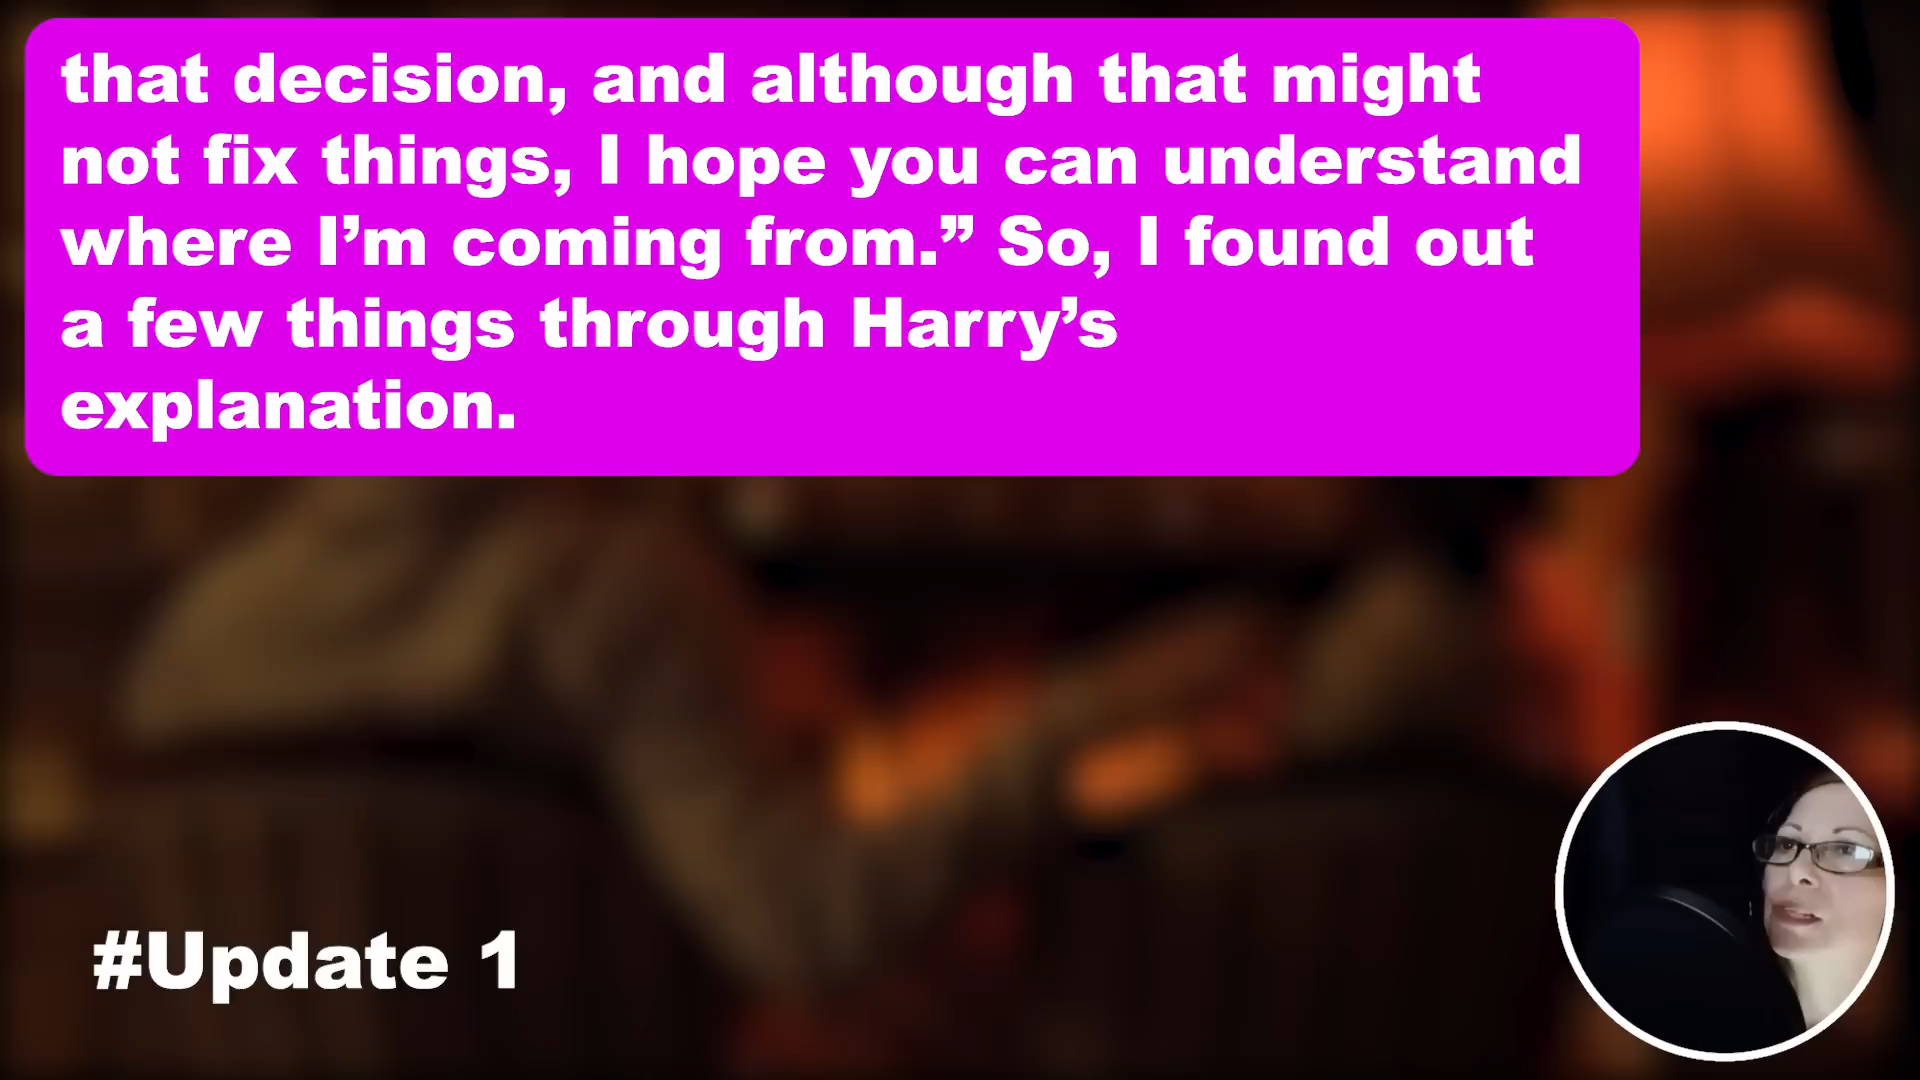 that decision, and although that might
not fix things, I hope you can understand
where I’m coming from.” So, I found out
a few things through Harry’s
explanation.
#Update 1